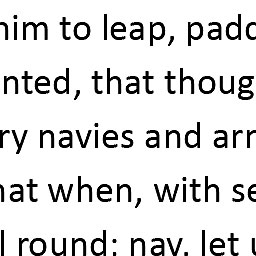 him to leap, padd
nted, that thoug
ry navies and arr
hat when, with se
l round: nay, let u